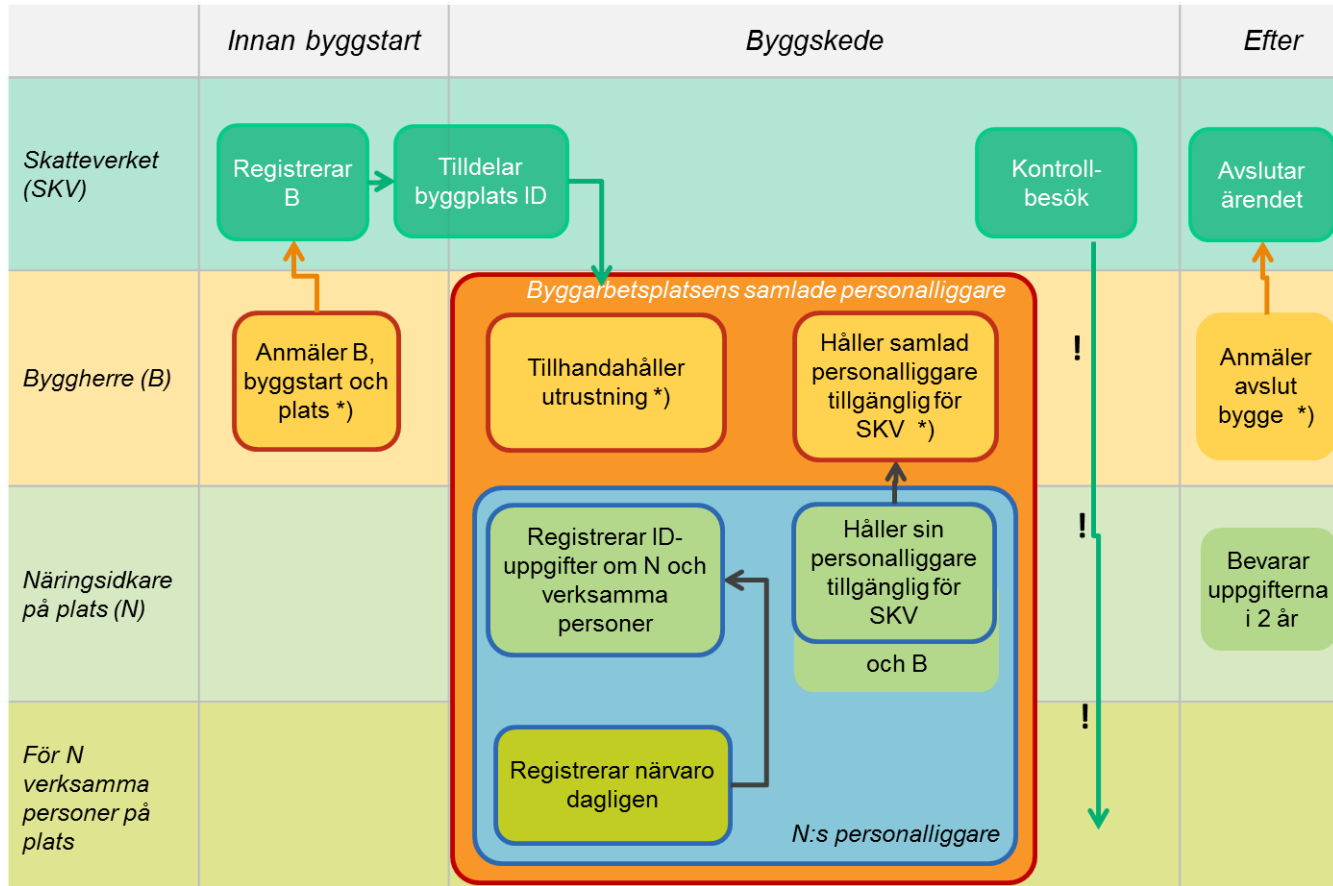 Innan byggstart
Byggskede
Efter
Skatteverket
(SKV)
Registrerar
B
Tilldelar
byggplats ID
Kontroll-
besök
Avslutar
ärendet
Byggherre (B)
Anmäler B,
byggstart och
plats *)
Byggarbetsplatsens samlade personalliggare
Tillhandahåller
utrustning *)
Håller samlad
personalliggare
tillgänglig för
SKV *)
!
Anmäler
avslut
bygge *)
Näringsidkare
på plats (N)
Registrerar ID-
uppgifter om N och
verksamma
personer
Håller sin
personalliggare
tillgänglig för
SKV
och B
!
Bevarar
uppgifterna
i 2 år
För N
verksamma
personer på
plats
Registrerar närvaro
dagligen
N:s personalliggare
!